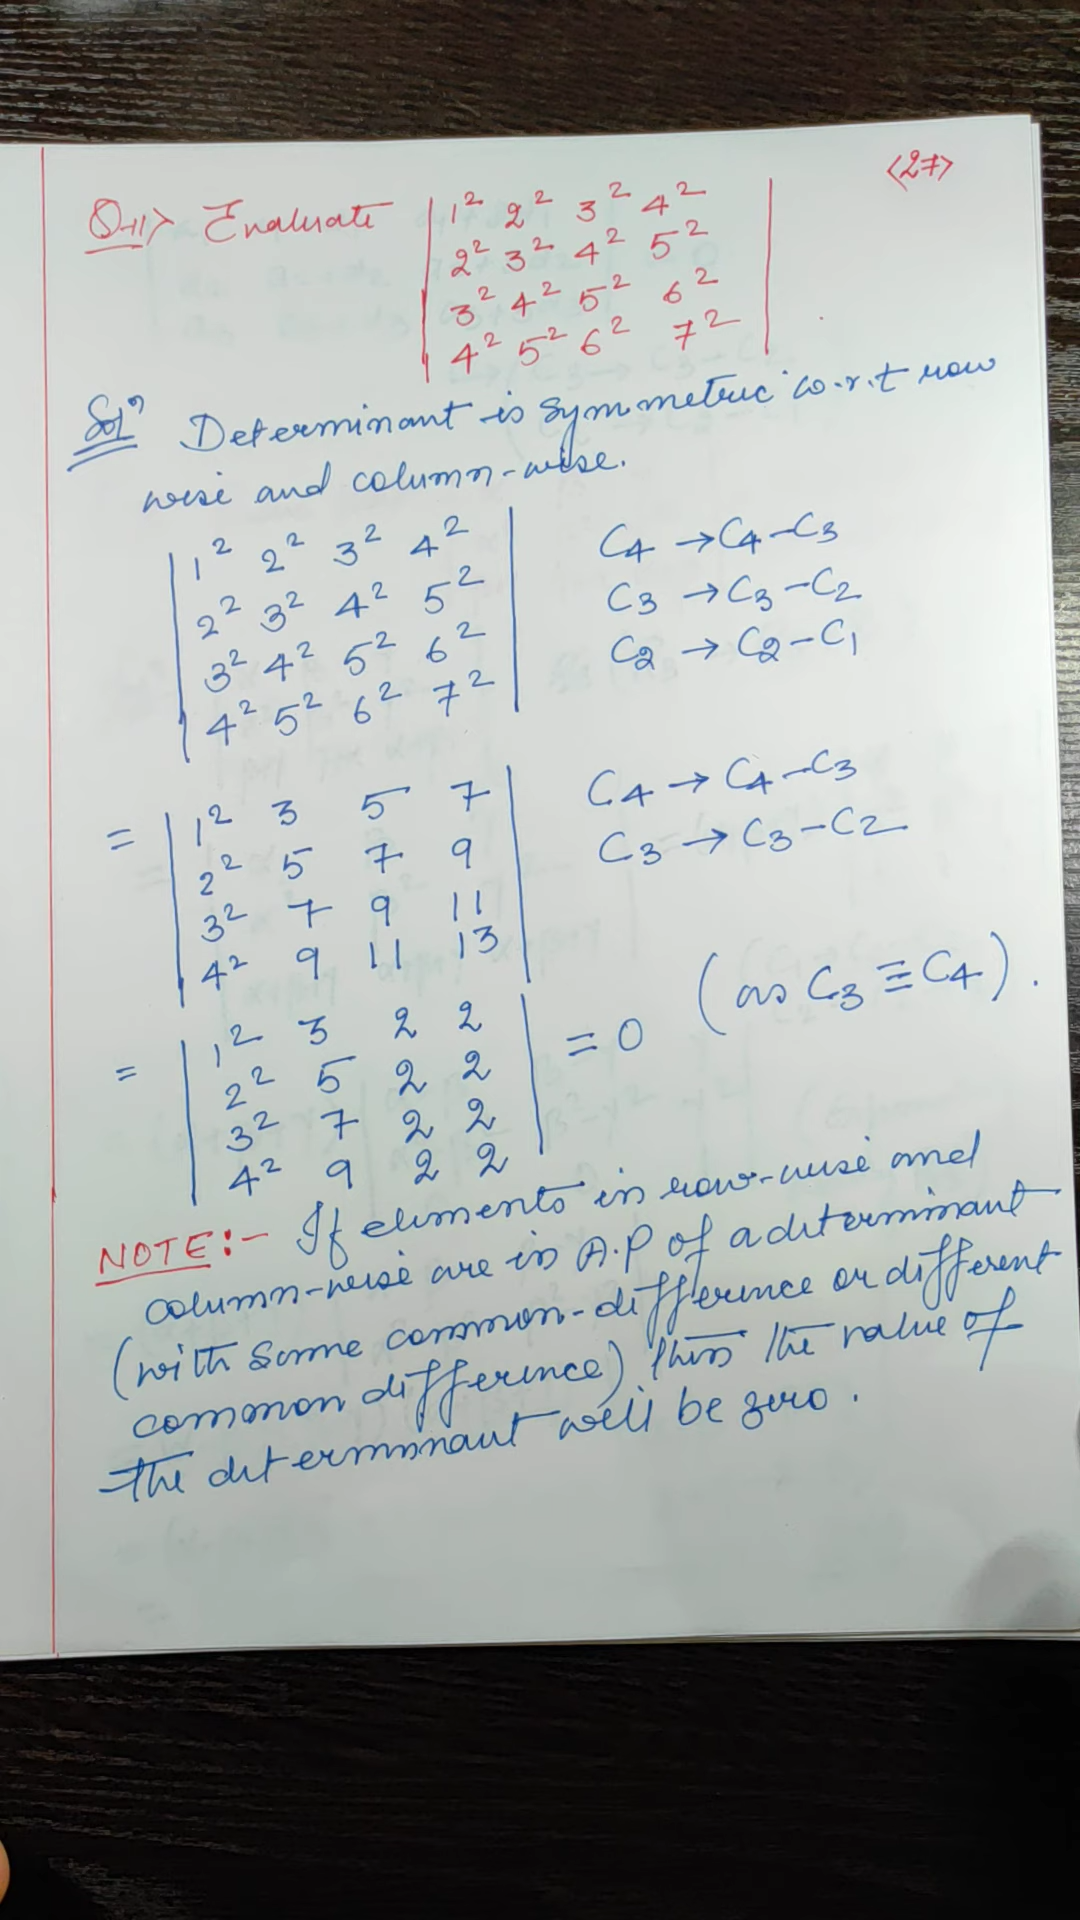 <27>
Q-11> Evaluate | 1² 2² 3² 4² |
| 2² 3² 4² 5² |
| 3² 4² 5² 6² |
| 4² 5² 6² 7² |
Solⁿ Determinant is symmetric w.r.t row
wise and column-wise.
| 1² 2² 3² 4² | C₄ → C₄ - C₃
| 2² 3² 4² 5² | C₃ → C₃ - C₂
| 3² 4² 5² 6² | C₂ → C₂ - C₁
| 4² 5² 6² 7² |
= | 1² 3 5 7 | C₄ → C₄ - C₃
| 2² 5 7 9 | C₃ → C₃ - C₂
| 3² 7 9 11 |
| 4² 9 11 13 |
= | 1² 3 2 2 | = 0 (as C₃ ≡ C₄).
| 2² 5 2 2 |
| 3² 7 2 2 |
| 4² 9 2 2 |
NOTE:- If elements in row-wise and
column-wise are in A.P of a determinant
(with same common-difference or different
common difference) then the value of
the determinant will be zero.